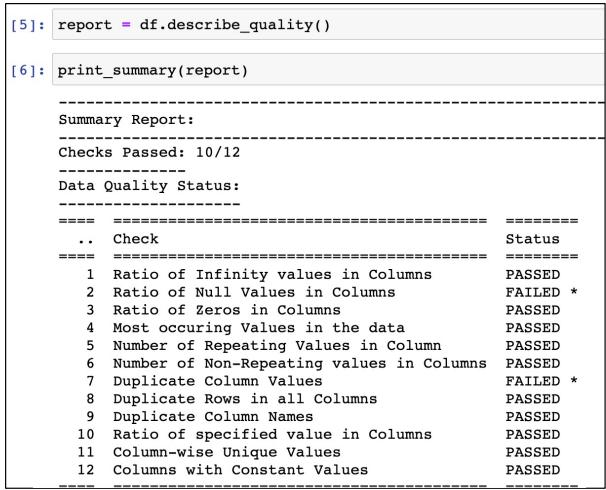 [5]: report = df.describe_quality()
[6]: print_summary(report)
------------------------------------------------------------
Summary Report:
------------------------------------------------------------
Checks Passed: 10/12
--------------
Data Quality Status:
--------------------
==== ========================================= ========
.. Check Status
==== ========================================= ========
1 Ratio of Infinity values in Columns PASSED
2 Ratio of Null Values in Columns FAILED *
3 Ratio of Zeros in Columns PASSED
4 Most occuring Values in the data PASSED
5 Number of Repeating Values in Column PASSED
6 Number of Non-Repeating values in Columns PASSED
7 Duplicate Column Values FAILED *
8 Duplicate Rows in all Columns PASSED
9 Duplicate Column Names PASSED
10 Ratio of specified value in Columns PASSED
11 Column-wise Unique Values PASSED
12 Columns with Constant Values PASSED
==== ========================================= ========